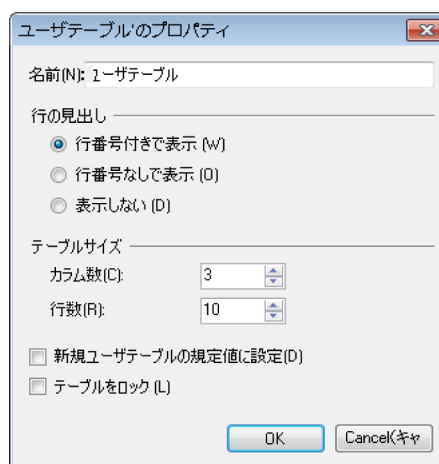 ユーザテーブル'のプロパティ
名前(N): ユーザテーブル
行の見出し
行番号付きで表示 (W)
行番号なしで表示 (O)
表示しない (D)
テーブルサイズ
カラム数(C): 3
行数(R): 10
新規ユーザテーブルの規定値に設定(D)
テーブルをロック (L)
OK Cancel(キャ